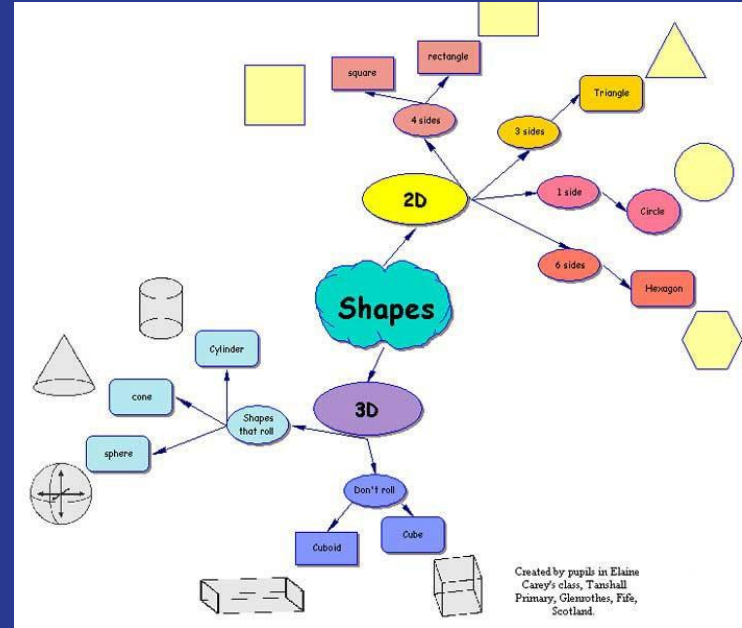 rectangle
square
Triangle
4 sides
3 sides
2D
1 side
Circle
6 sides
Hexagon
Shapes
Cylinder
cone
3D
Shapes
that roll
sphere
Don't roll
Cuboid
Cube
Created by pupils in Elaine
Carey's class, Tanshall
Primary, Glenrothes, Fife,
Scotland.